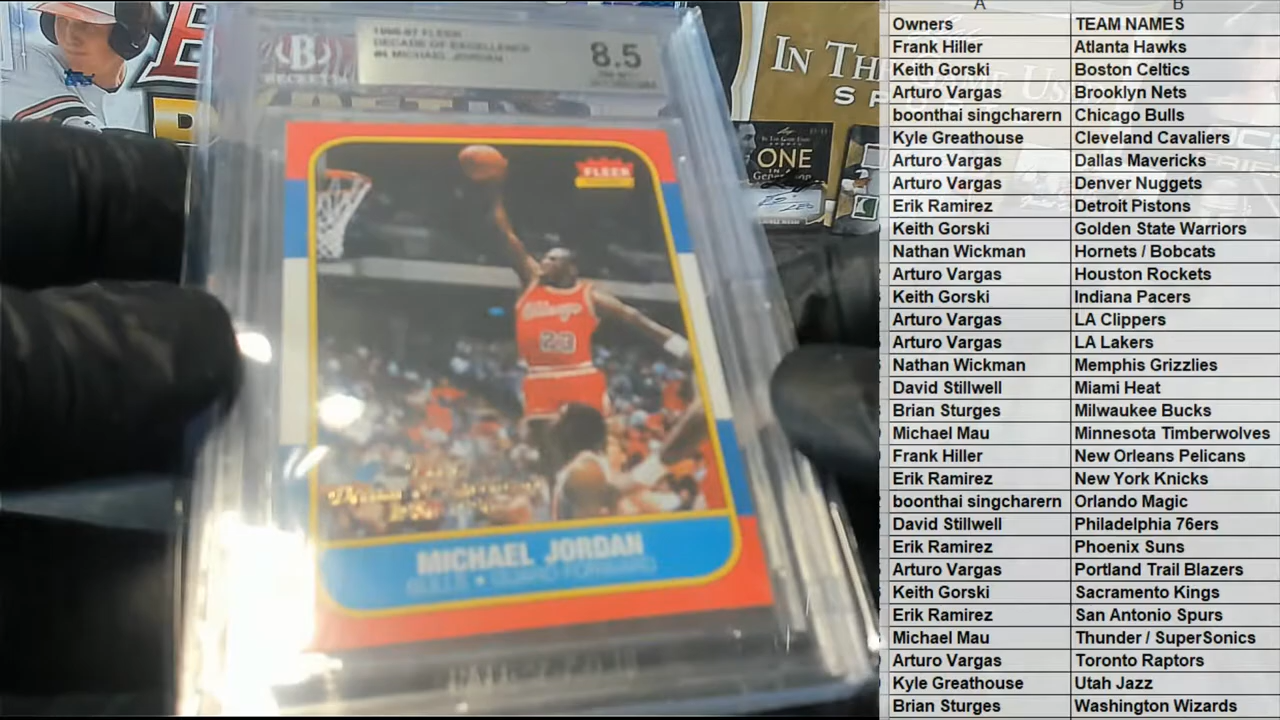 1996-97 FLEER
DECADE OF EXCELLENCE
#4 MICHAEL JORDAN
8.5
BECKETT
FLEER
Chicago
23
MICHAEL JORDAN
BULLS • GUARD-FORWARD
IN THE
ONE
A B
Owners TEAM NAMES
Frank Hiller Atlanta Hawks
Keith Gorski Boston Celtics
Arturo Vargas Brooklyn Nets
boonthai singcharern Chicago Bulls
Kyle Greathouse Cleveland Cavaliers
Arturo Vargas Dallas Mavericks
Arturo Vargas Denver Nuggets
Erik Ramirez Detroit Pistons
Keith Gorski Golden State Warriors
Nathan Wickman Hornets / Bobcats
Arturo Vargas Houston Rockets
Keith Gorski Indiana Pacers
Arturo Vargas LA Clippers
Arturo Vargas LA Lakers
Nathan Wickman Memphis Grizzlies
David Stillwell Miami Heat
Brian Sturges Milwaukee Bucks
Michael Mau Minnesota Timberwolves
Frank Hiller New Orleans Pelicans
Erik Ramirez New York Knicks
boonthai singcharern Orlando Magic
David Stillwell Philadelphia 76ers
Erik Ramirez Phoenix Suns
Arturo Vargas Portland Trail Blazers
Keith Gorski Sacramento Kings
Erik Ramirez San Antonio Spurs
Michael Mau Thunder / SuperSonics
Arturo Vargas Toronto Raptors
Kyle Greathouse Utah Jazz
Brian Sturges Washington Wizards